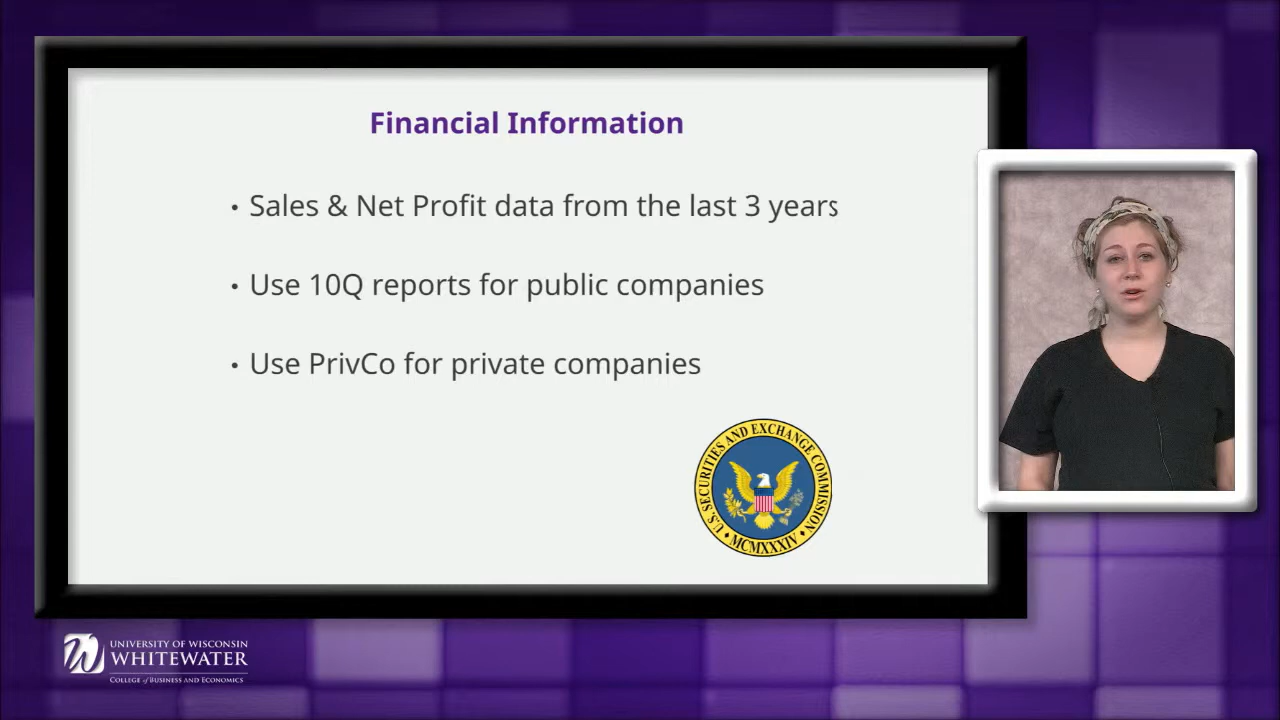 Financial Information
• Sales & Net Profit data from the last 3 years
• Use 10Q reports for public companies
• Use PrivCo for private companies
U.S. SECURITIES AND EXCHANGE COMMISSION
MCMXXXIV
UNIVERSITY OF WISCONSIN
WHITEWATER
COLLEGE of BUSINESS AND ECONOMICS